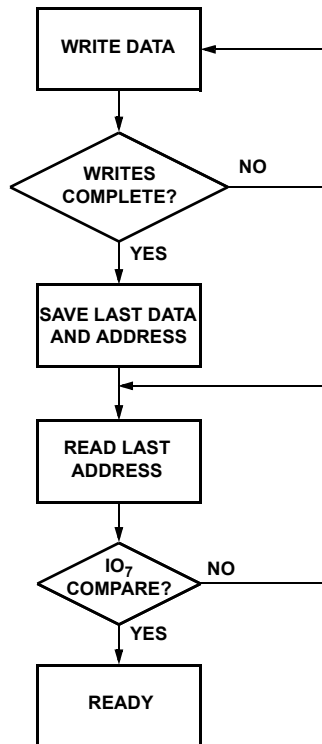 WRITE DATA
WRITES
COMPLETE?
NO
YES
SAVE LAST DATA
AND ADDRESS
READ LAST
ADDRESS
IO₇
COMPARE?
NO
YES
READY